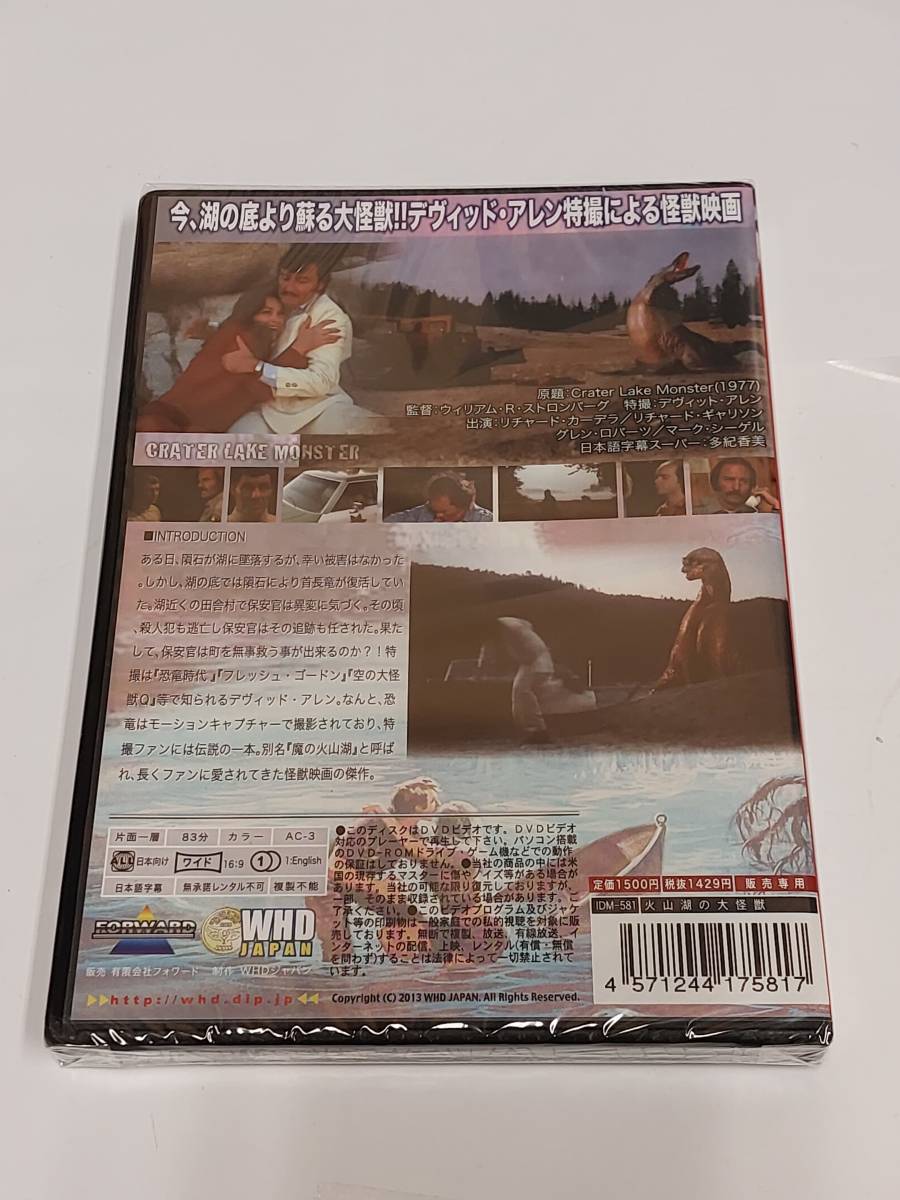 今、湖の底より蘇る大怪獣!!デヴィッド・アレン特撮による怪獣映画
原題:Crater Lake Monster(1977)
監督:ウィリアム・R・ストロンバーグ 特撮:デヴィット・アレン
出演:リチャード・カーデラ/リチャード・ギャリソン
グレン・ロバーツ/マーク・シーゲル
日本語字幕スーパー:多紀香美
CRATER LAKE MONSTER
■INTRODUCTION
ある日、隕石が湖に墜落するが、幸い被害はなかった
。しかし、湖の底では隕石により首長竜が復活してい
た。湖近くの田舎村で保安官は異変に気づく。その頃
、殺人犯も逃亡し保安官はその追跡も任された。果た
して、保安官は町を無事救う事が出来るのか?!特
撮は『恐竜時代』『フレッシュ・ゴードン』『空の大怪
獣Q』等で知られるデヴィッド・アレン。なんと、恐
竜はモーションキャプチャーで撮影されており、特
撮ファンには伝説の一本。別名『魔の火山湖』と呼ば
れ、長くファンに愛されてきた怪獣映画の傑作。
片面一層 83分 カラー AC-3
ALL 日本向け ワイド 16:9 1 1:English
日本語字幕 無承諾レンタル不可 複製不能
FORWARD WHD JAPAN
販売 有限会社フォワード 制作 WHDジャパン
http://whd.dip.jp
●このディスクはDVDビデオです。DVDビデオ
対応のプレーヤーで再生して下さい。パソコン搭載
のDVD-ROMドライブ・ゲーム機などでの動作
の保証はしておりません。●当社の商品の中には米
国の現存するマスターに傷やノイズ等がある場合が
あります。当社の可能な限り復元しておりますが、
一部、そのまま収録されている場合があります。ご
了承ください。●このビデオプログラム及びジャケ
ット等の印刷物は一般家庭での私的視聴を対象に販
売しております。無断で複製、放送、有線放送、イ
ンターネットの配信、上映、レンタル(有償・無償
を問わず)することは法律によって一切禁止されて
います。
Copyright (C) 2013 WHD JAPAN. All Rights Reserved.
定価1500円 税抜1429円 販売専用
IDM-581 火山湖の大怪獣
4 571244 175817